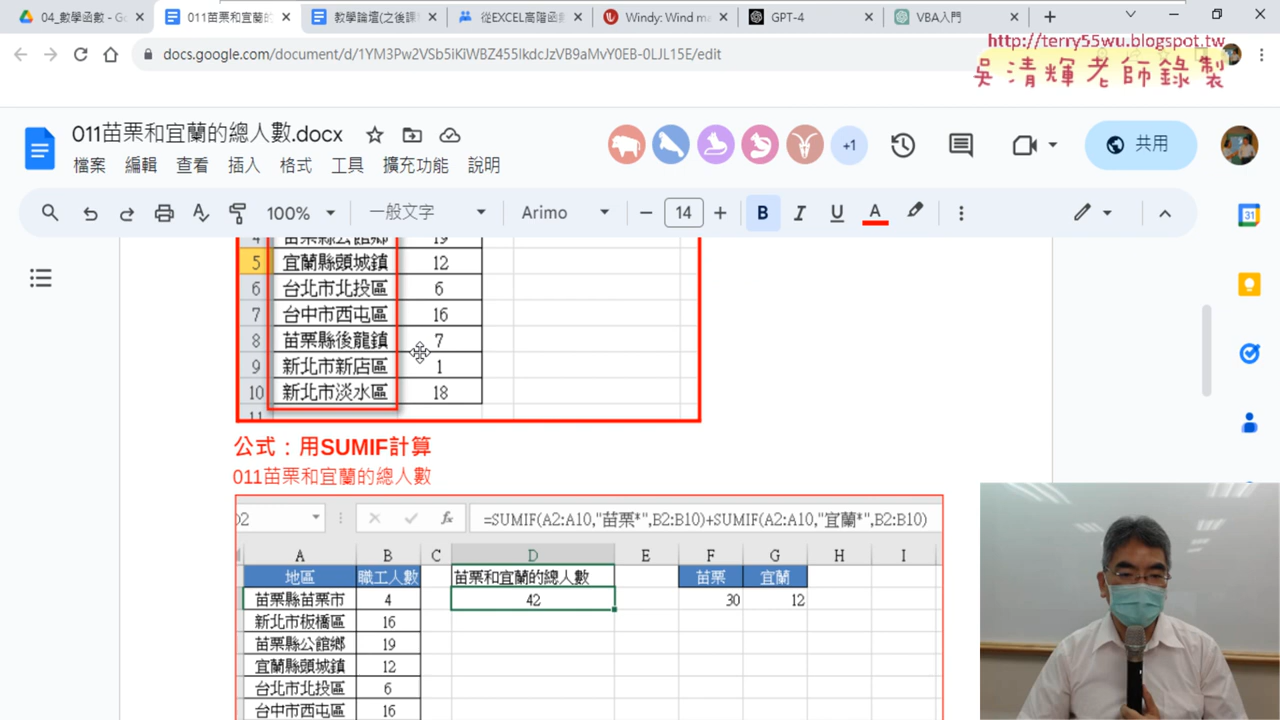 04_數學函數 - Go
011苗栗和宜蘭的
教學論壇(之後課
從EXCEL高階函
Windy: Wind ma
GPT-4
VBA入門
docs.google.com/document/d/1YM3Pw2VSb5iKiWBZ455IkdcJzVB9aMvY0EB-0LJL15E/edit
http://terry55wu.blogspot.tw
吳清輝老師錄製
011苗栗和宜蘭的總人數.docx
+1
共用
檔案 編輯 查看 插入 格式 工具 擴充功能 說明
100% 一般文字 Arimo 14 B I U A
31
4 苗栗縣公館鄉 19
5 宜蘭縣頭城鎮 12
6 台北市北投區 6
7 台中市西屯區 16
8 苗栗縣後龍鎮 7
9 新北市新店區 1
10 新北市淡水區 18
11
公式：用SUMIF計算
011苗栗和宜蘭的總人數
D2 fx =SUMIF(A2:A10,"苗栗*",B2:B10)+SUMIF(A2:A10,"宜蘭*",B2:B10)
A B C D E F G H I
地區 職工人數 苗栗和宜蘭的總人數 苗栗 宜蘭
苗栗縣苗栗市 4 42 30 12
新北市板橋區 16
苗栗縣公館鄉 19
宜蘭縣頭城鎮 12
台北市北投區 6
台中市西屯區 16